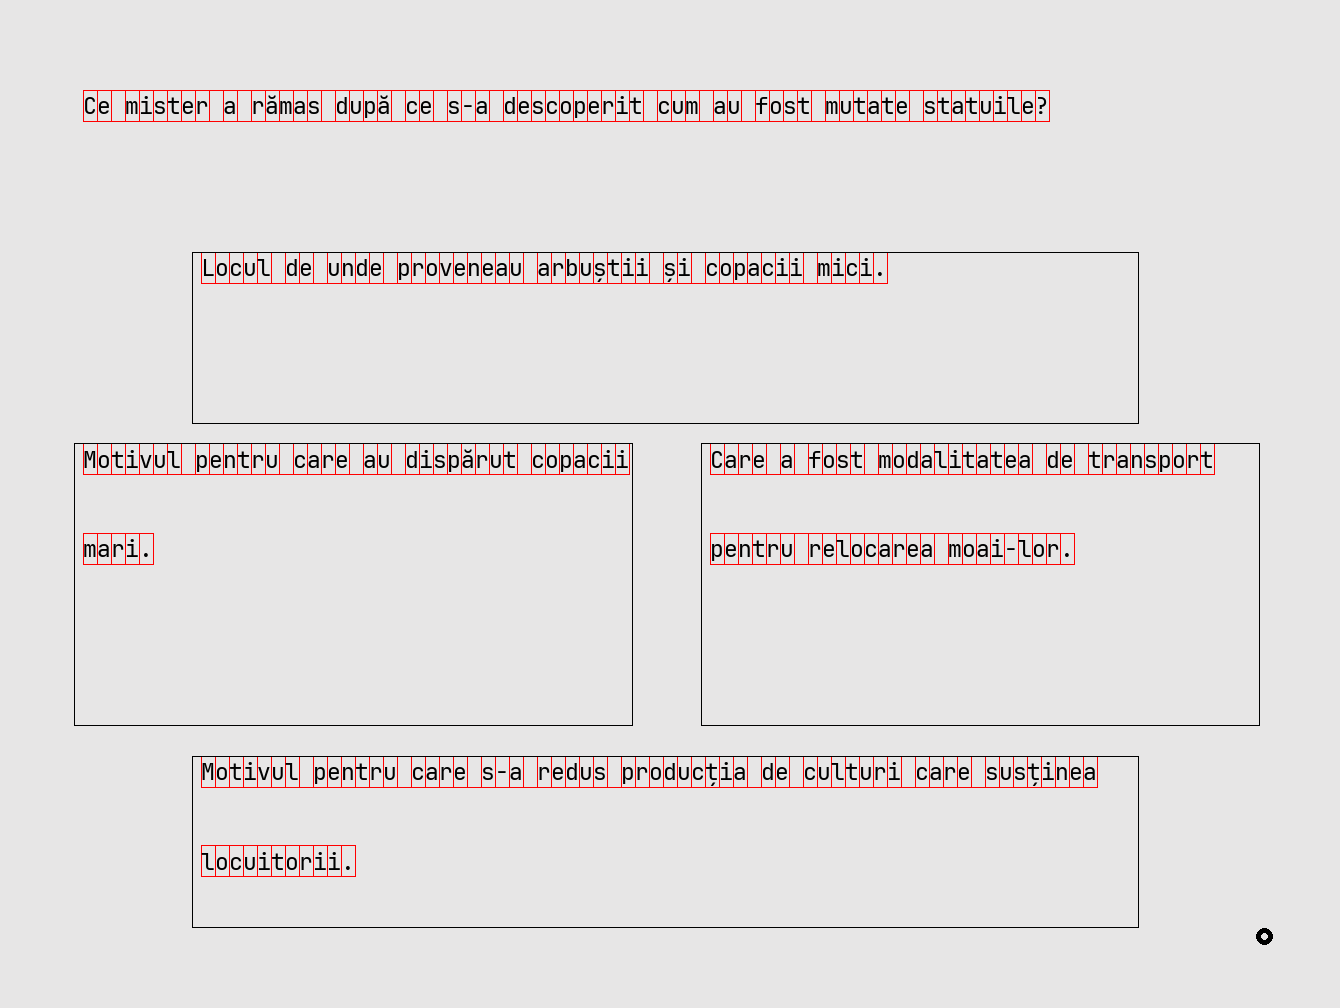 Ce mister a rămas după ce s-a descoperit cum au fost mutate statuile?
Locul de unde proveneau arbuștii și copacii mici.
Motivul pentru care au dispărut copacii
mari.
Care a fost modalitatea de transport
pentru relocarea moai-lor.
Motivul pentru care s-a redus producția de culturi care susținea
locuitorii.